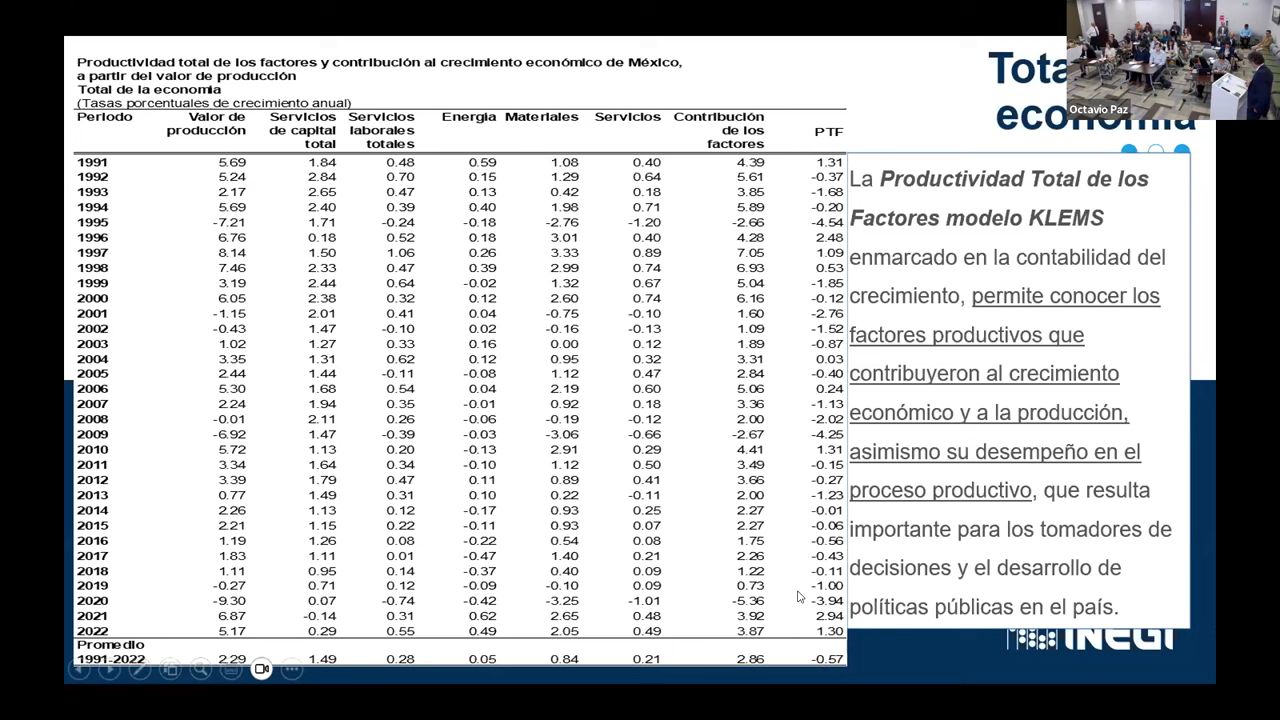 Productividad total de los factores y contribución al crecimiento económico de México,
a partir del valor de producción
Total de la economía
(Tasas porcentuales de crecimiento anual)
Periodo Valor de producción Servicios de capital total Servicios laborales totales Energía Materiales Servicios Contribución de los factores PTF
1991 5.69 1.84 0.48 0.59 1.08 0.40 4.39 1.31
1992 5.24 2.84 0.70 0.15 1.29 0.64 5.61 -0.37
1993 2.17 2.65 0.47 0.13 0.42 0.18 3.85 -1.68
1994 5.69 2.40 0.39 0.40 1.98 0.71 5.89 -0.20
1995 -7.21 1.71 -0.24 -0.18 -2.76 -1.20 -2.66 -4.54
1996 6.76 0.18 0.52 0.18 3.01 0.40 4.28 2.48
1997 8.14 1.50 1.06 0.26 3.33 0.89 7.05 1.09
1998 7.46 2.33 0.47 0.39 2.99 0.74 6.93 0.53
1999 3.19 2.44 0.64 -0.02 1.32 0.67 5.04 -1.85
2000 6.05 2.38 0.32 0.12 2.60 0.74 6.16 -0.12
2001 -1.15 2.01 0.41 0.04 -0.75 -0.10 1.60 -2.76
2002 -0.43 1.47 -0.10 0.02 -0.16 -0.13 1.09 -1.52
2003 1.02 1.27 0.33 0.16 0.00 0.12 1.89 -0.87
2004 3.35 1.31 0.62 0.12 0.95 0.32 3.31 0.03
2005 2.44 1.44 -0.11 -0.08 1.12 0.47 2.84 -0.40
2006 5.30 1.68 0.54 0.04 2.19 0.60 5.06 0.24
2007 2.24 1.94 0.35 -0.01 0.92 0.18 3.36 -1.13
2008 -0.01 2.11 0.26 -0.06 -0.19 -0.12 2.00 -2.02
2009 -6.92 1.47 -0.39 -0.03 -3.06 -0.66 -2.67 -4.25
2010 5.72 1.13 0.20 -0.13 2.91 0.29 4.41 1.31
2011 3.34 1.64 0.34 -0.10 1.12 0.50 3.49 -0.15
2012 3.39 1.79 0.47 0.11 0.89 0.41 3.66 -0.27
2013 0.77 1.49 0.31 0.10 0.22 -0.11 2.00 -1.23
2014 2.26 1.13 0.12 -0.17 0.93 0.25 2.27 -0.01
2015 2.21 1.15 0.22 -0.11 0.93 0.07 2.27 -0.06
2016 1.19 1.26 0.08 -0.22 0.54 0.08 1.75 -0.56
2017 1.83 1.11 0.01 -0.47 1.40 0.21 2.26 -0.43
2018 1.11 0.95 0.14 -0.37 0.40 0.09 1.22 -0.11
2019 -0.27 0.71 0.12 -0.09 -0.10 0.09 0.73 -1.00
2020 -9.30 0.07 -0.74 -0.42 -3.25 -1.01 -5.36 -3.94
2021 6.87 -0.14 0.31 0.62 2.65 0.48 3.92 2.94
2022 5.17 0.29 0.55 0.49 2.05 0.49 3.87 1.30
Promedio
1991-2022 2.29 1.49 0.28 0.05 0.84 0.21 2.86 -0.57
economía
Octavio Paz
La Productividad Total de los
Factores modelo KLEMS
enmarcado en la contabilidad del
crecimiento, permite conocer los
factores productivos que
contribuyeron al crecimiento
económico y a la producción,
asimismo su desempeño en el
proceso productivo, que resulta
importante para los tomadores de
decisiones y el desarrollo de
políticas públicas en el país.
INEGI